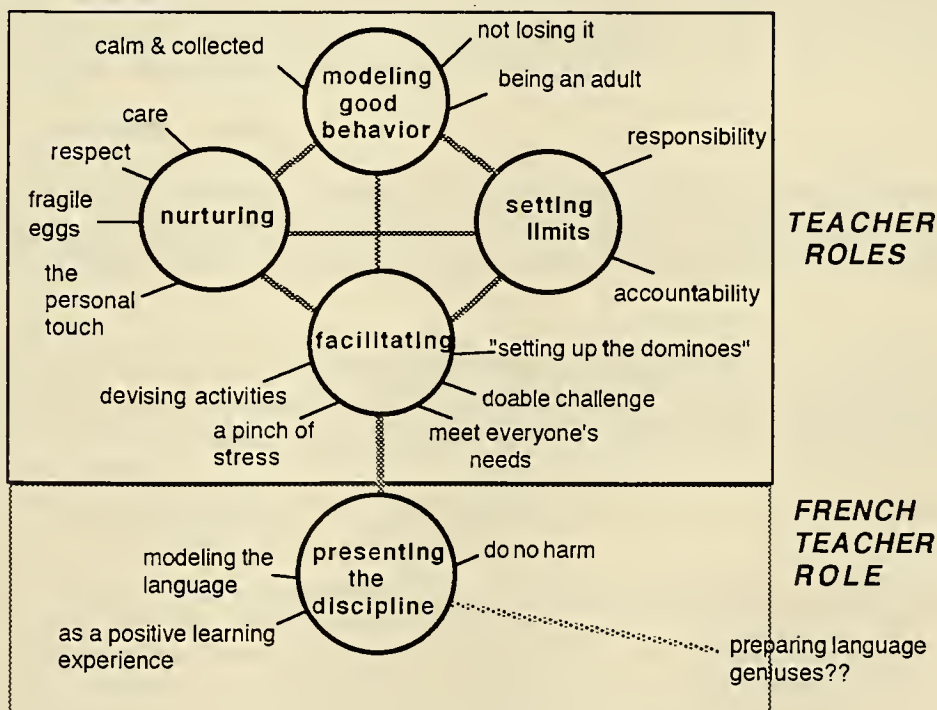 calm & collected
not losing it
modeling
good
behavior
being an adult
care
respect
fragile
eggs
the
personal
touch
nurturing
setting
limits
responsibility
accountability
TEACHER
ROLES
facilitating
"setting up the dominoes"
devising activities
doable challenge
a pinch of
stress
meet everyone's
needs
FRENCH
TEACHER
ROLE
presenting
the
discipline
modeling the
language
do no harm
as a positive learning
experience
preparing language
geniuses??